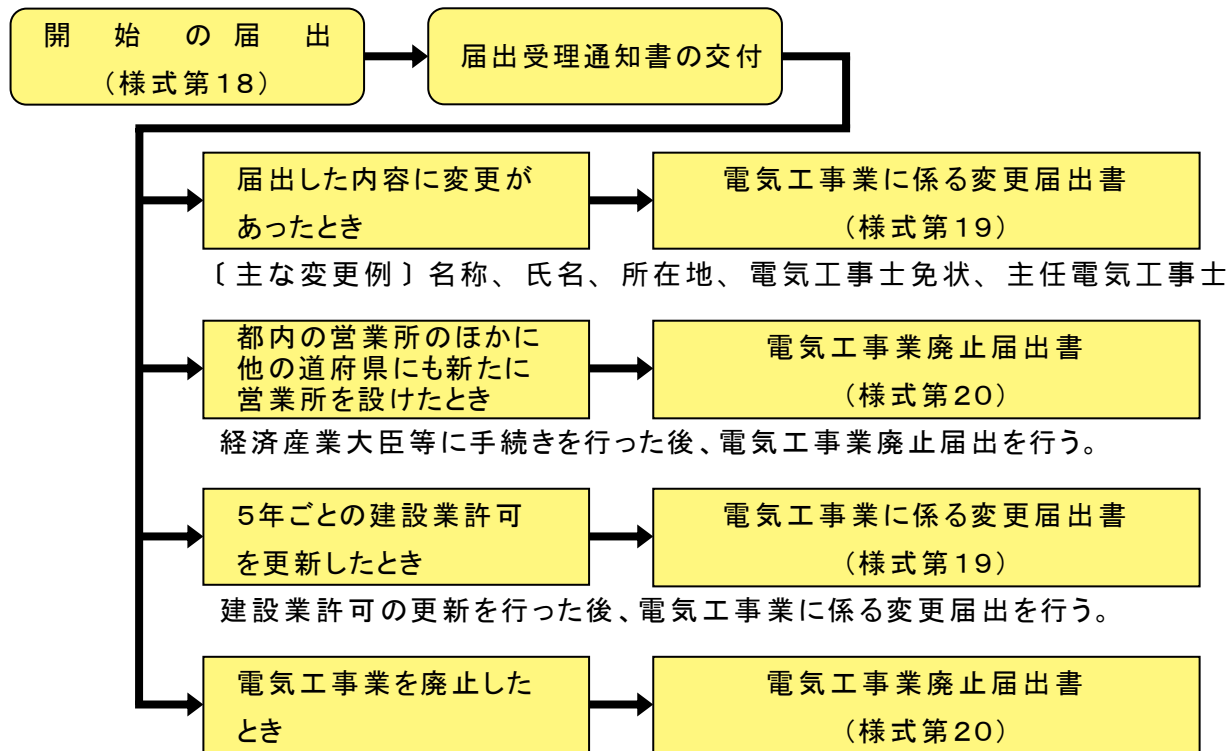 開始の届出
（様式第18）
届出受理通知書の交付
届出した内容に変更が
あったとき
電気工事業に係る変更届出書
（様式第19）
〔主な変更例〕名称、氏名、所在地、電気工事士免状、主任電気工事士
都内の営業所のほかに
他の道府県にも新たに
営業所を設けたとき
電気工事業廃止届出書
（様式第20）
経済産業大臣等に手続きを行った後、電気工事業廃止届出を行う。
5年ごとの建設業許可
を更新したとき
電気工事業に係る変更届出書
（様式第19）
建設業許可の更新を行った後、電気工事業に係る変更届出を行う。
電気工事業を廃止した
とき
電気工事業廃止届出書
（様式第20）